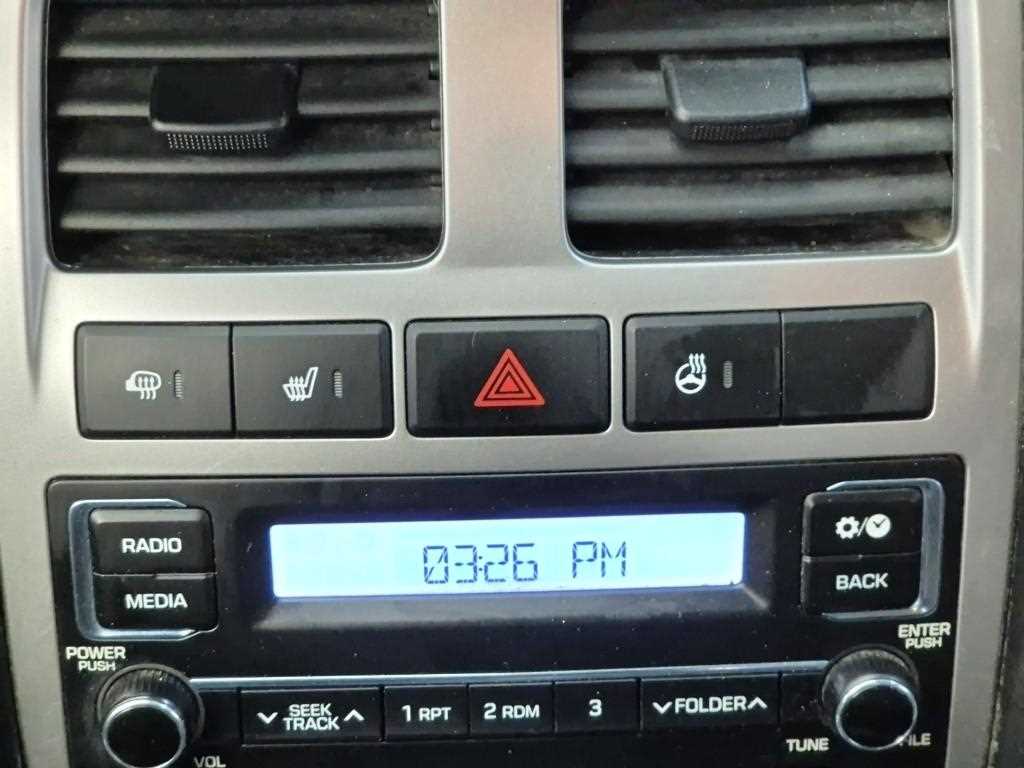 RADIO
MEDIA
03:26 PM
/
BACK
POWER
PUSH
ENTER
PUSH
SEEK
TRACK
1 RPT
2 RDM
3
FOLDER
VOL
TUNE
FILE